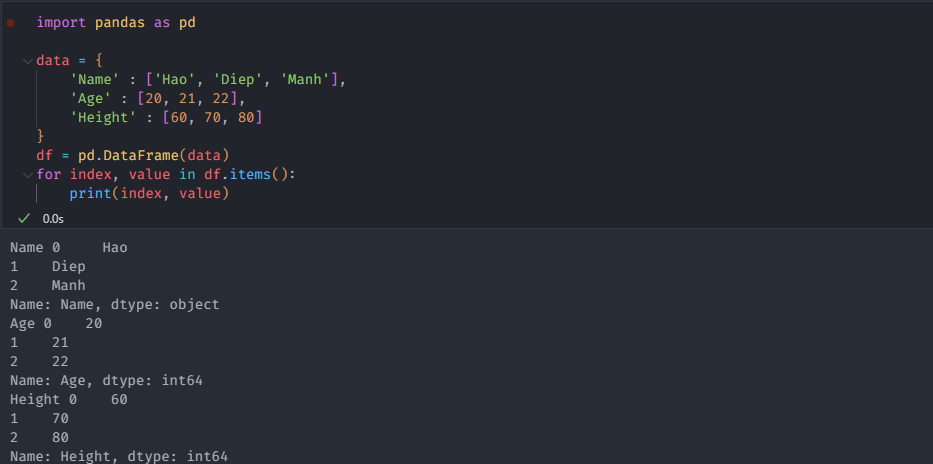 import pandas as pd
data = {
    'Name' : ['Hao', 'Diep', 'Manh'],
    'Age' : [20, 21, 22],
    'Height' : [60, 70, 80]
}
df = pd.DataFrame(data)
for index, value in df.items():
    print(index, value)
0.0s
Name 0     Hao
1    Diep
2    Manh
Name: Name, dtype: object
Age 0    20
1    21
2    22
Name: Age, dtype: int64
Height 0    60
1    70
2    80
Name: Height, dtype: int64